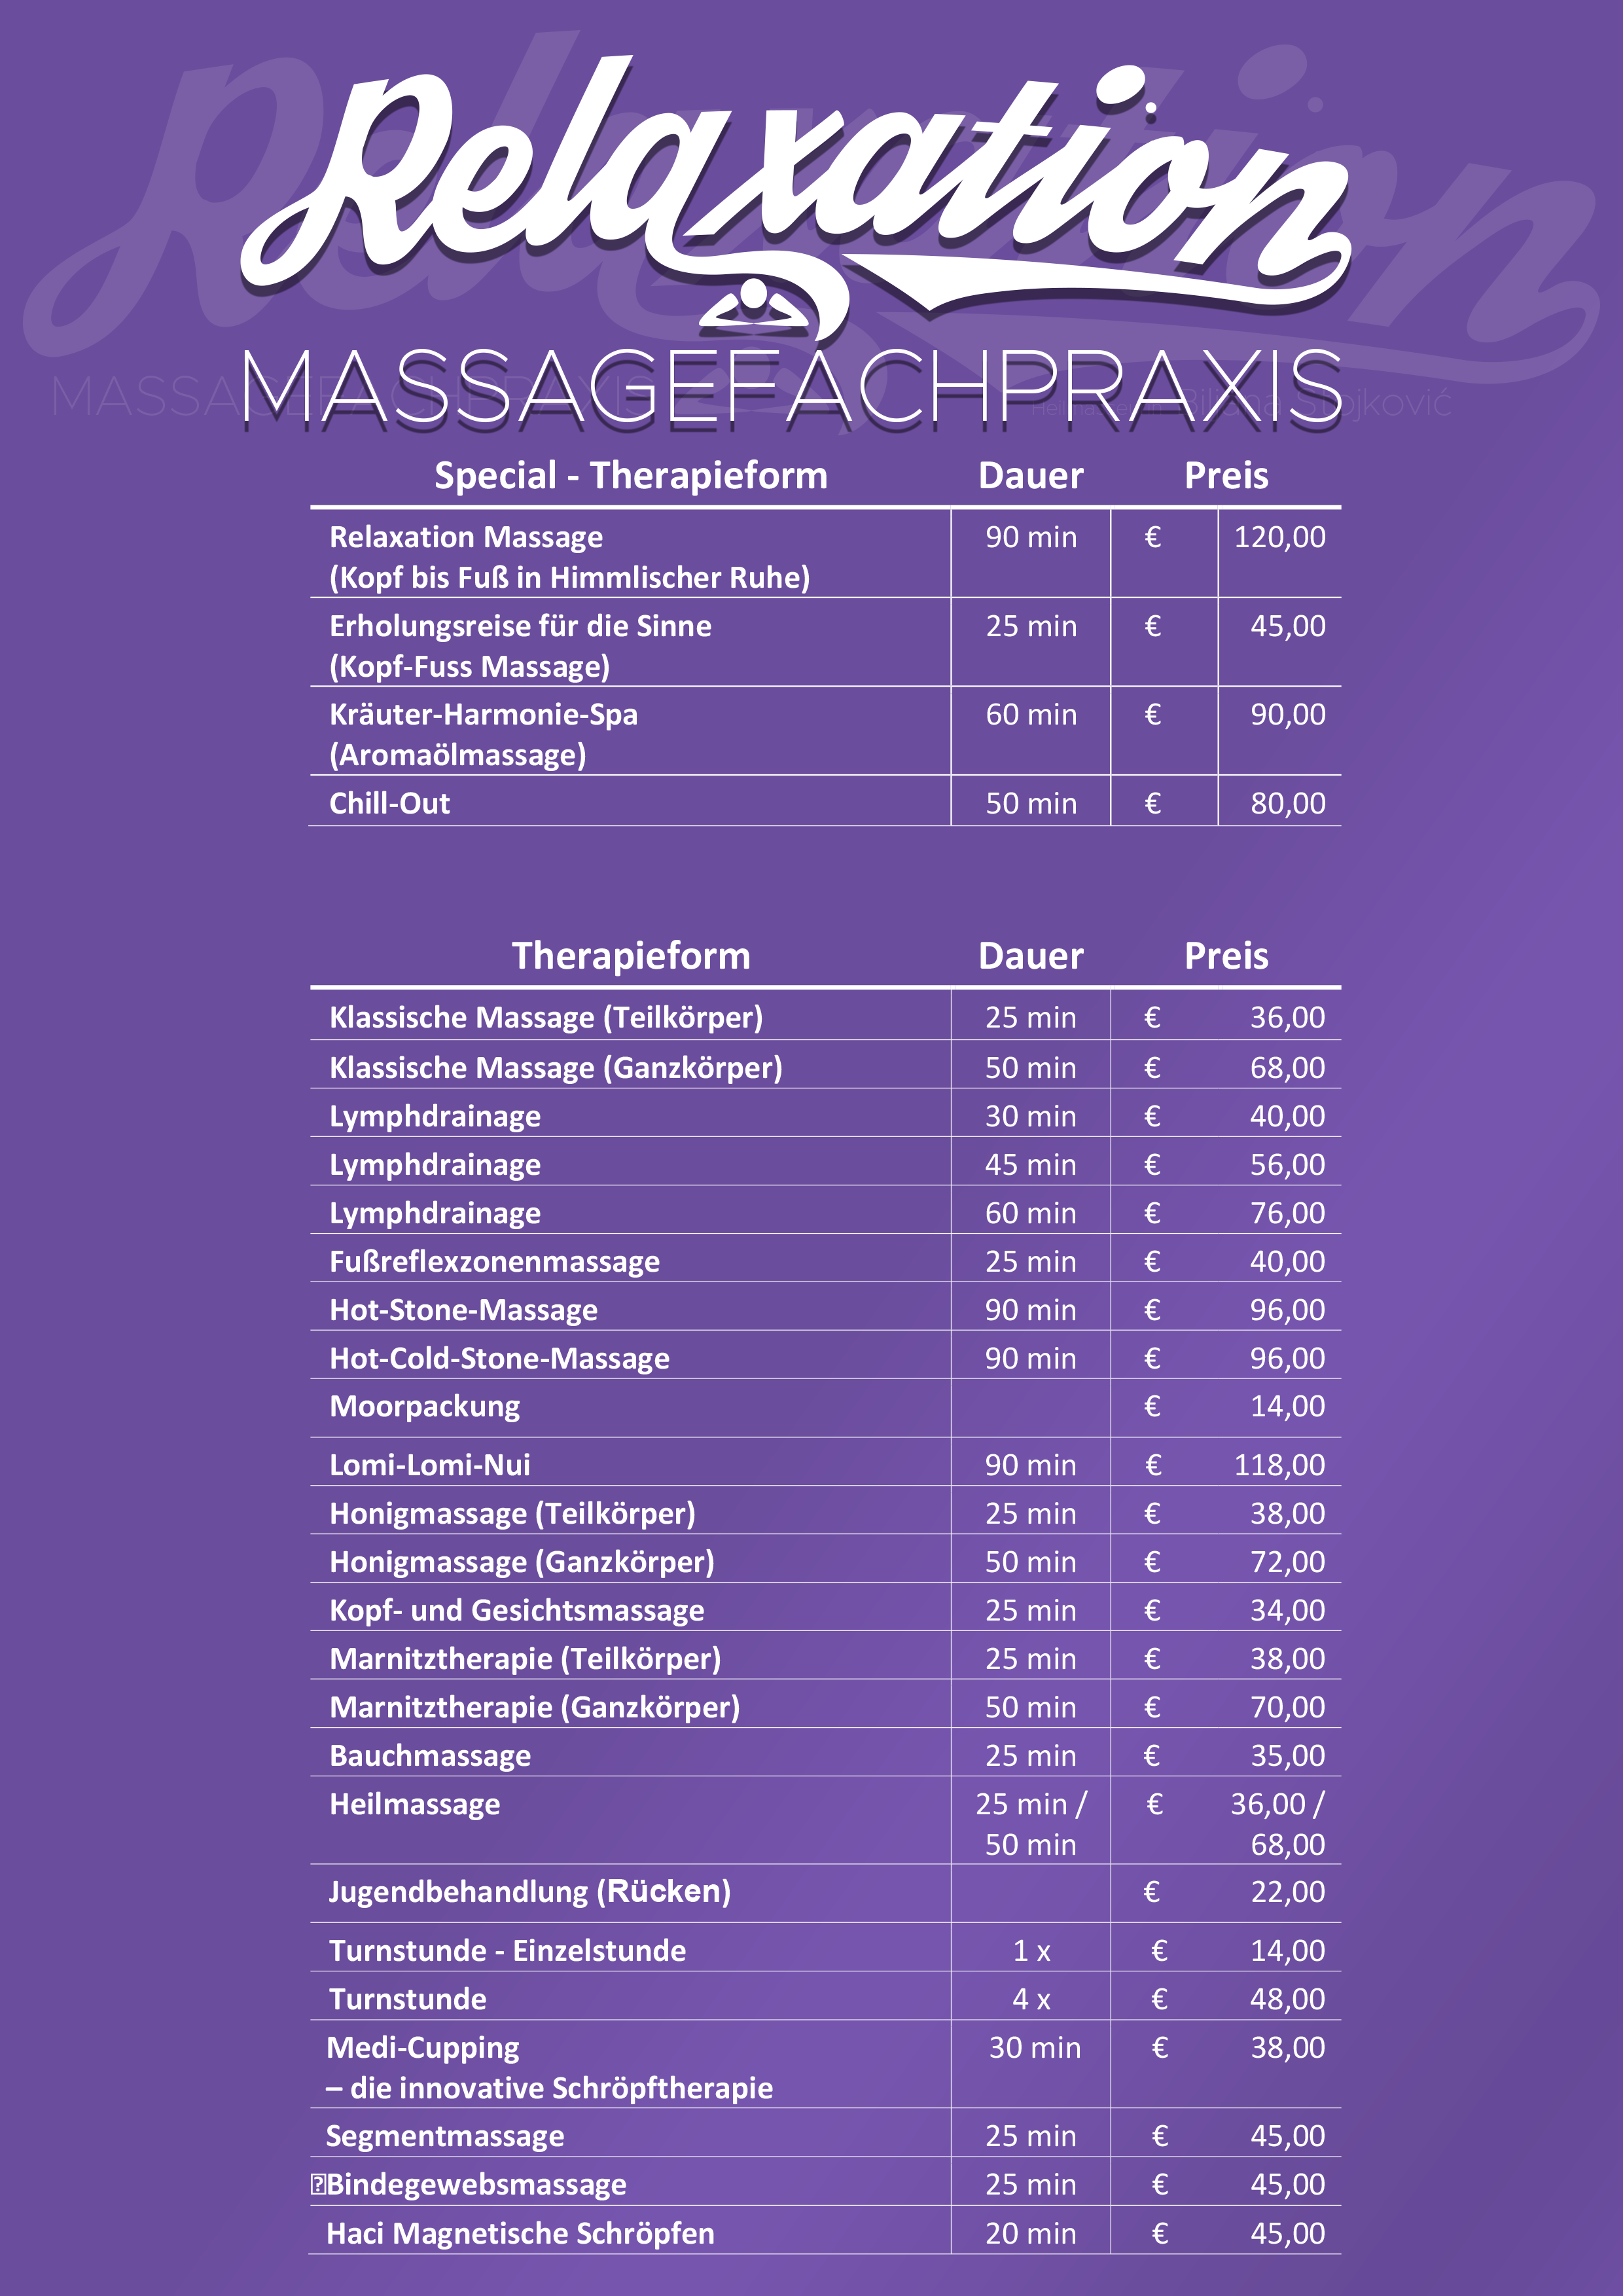 Relaxation
MASSAGEFACHPRAXIS
Biljana Stojković
Special - Therapieform Dauer Preis
Relaxation Massage 90 min € 120,00
(Kopf bis Fuß in Himmlischer Ruhe)
Erholungsreise für die Sinne 25 min € 45,00
(Kopf-Fuss Massage)
Kräuter-Harmonie-Spa 60 min € 90,00
(Aromaölmassage)
Chill-Out 50 min € 80,00
Therapieform Dauer Preis
Klassische Massage (Teilkörper) 25 min € 36,00
Klassische Massage (Ganzkörper) 50 min € 68,00
Lymphdrainage 30 min € 40,00
Lymphdrainage 45 min € 56,00
Lymphdrainage 60 min € 76,00
Fußreflexzonenmassage 25 min € 40,00
Hot-Stone-Massage 90 min € 96,00
Hot-Cold-Stone-Massage 90 min € 96,00
Moorpackung € 14,00
Lomi-Lomi-Nui 90 min € 118,00
Honigmassage (Teilkörper) 25 min € 38,00
Honigmassage (Ganzkörper) 50 min € 72,00
Kopf- und Gesichtsmassage 25 min € 34,00
Marnitztherapie (Teilkörper) 25 min € 38,00
Marnitztherapie (Ganzkörper) 50 min € 70,00
Bauchmassage 25 min € 35,00
Heilmassage 25 min / € 36,00 /
50 min 68,00
Jugendbehandlung (Rücken) € 22,00
Turnstunde - Einzelstunde 1 x € 14,00
Turnstunde 4 x € 48,00
Medi-Cupping 30 min € 38,00
– die innovative Schröpftherapie
Segmentmassage 25 min € 45,00
Bindegewebsmassage 25 min € 45,00
Haci Magnetische Schröpfen 20 min € 45,00